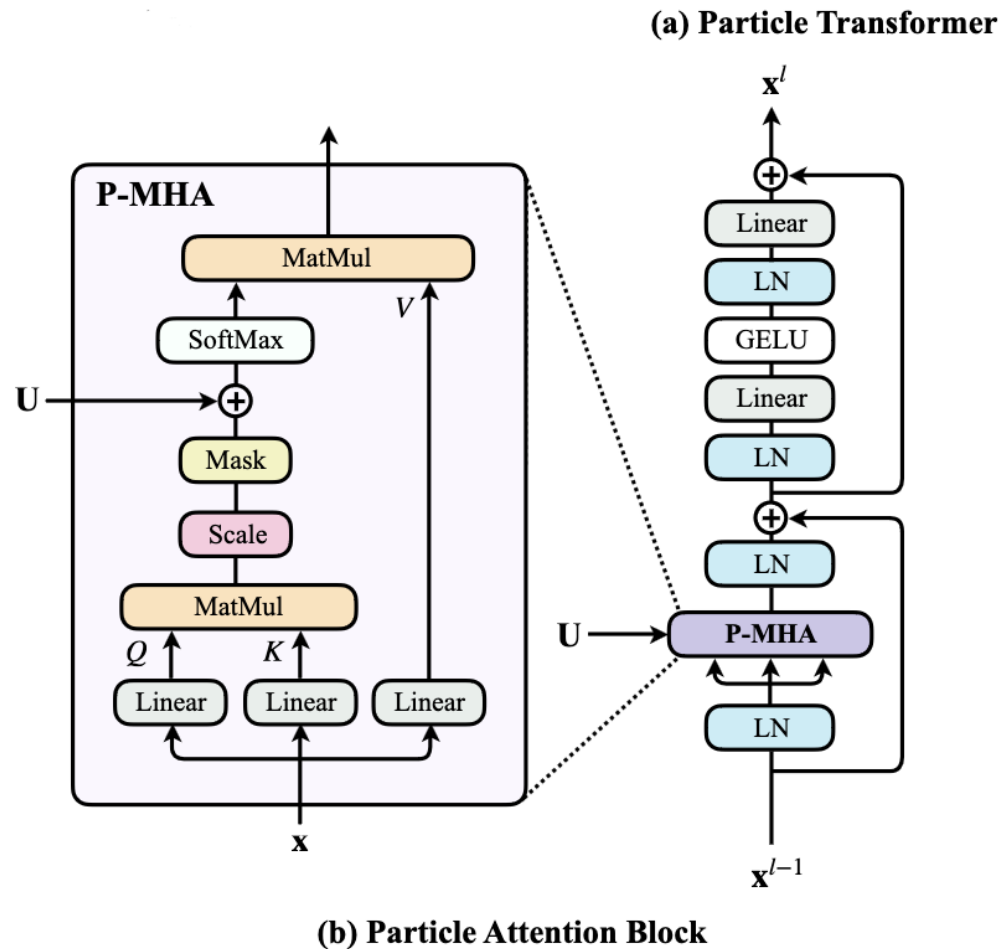 (a) Particle Transformer
P-MHA
MatMul
V
SoftMax
U
Mask
Scale
MatMul
Q
K
Linear
Linear
Linear
x
x^l
Linear
LN
GELU
Linear
LN
LN
U
P-MHA
LN
x^{l-1}
(b) Particle Attention Block